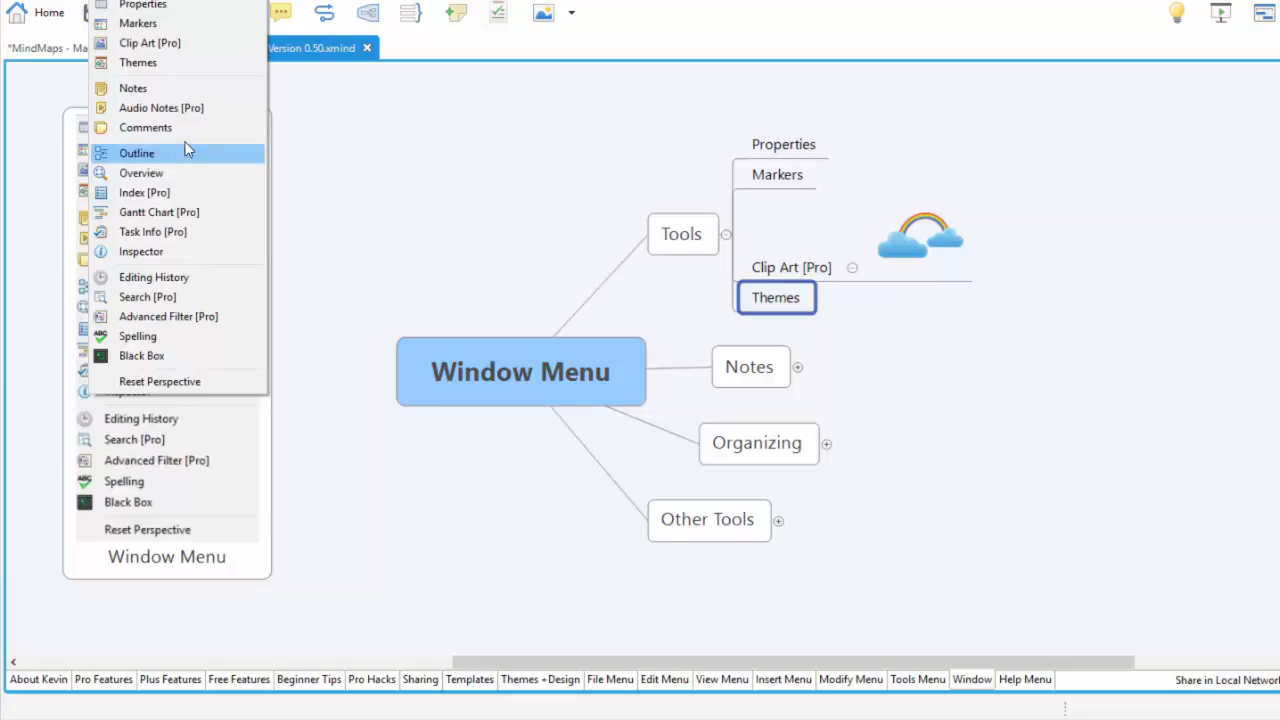 Home
Properties
Markers
Clip Art [Pro]
Themes
Notes
Audio Notes [Pro]
Comments
Outline
Overview
Index [Pro]
Gantt Chart [Pro]
Task Info [Pro]
Inspector
Editing History
Search [Pro]
Advanced Filter [Pro]
Spelling
Black Box
Reset Perspective
*MindMaps - Ma
Version 0.50.xmind
Editing History
Search [Pro]
Advanced Filter [Pro]
Spelling
Black Box
Reset Perspective
Window Menu
Window Menu
Tools
Properties
Markers
Clip Art [Pro]
Themes
Notes
Organizing
Other Tools
About Kevin
Pro Features
Plus Features
Free Features
Beginner Tips
Pro Hacks
Sharing
Templates
Themes + Design
File Menu
Edit Menu
View Menu
Insert Menu
Modify Menu
Tools Menu
Window
Help Menu
Share in Local Network